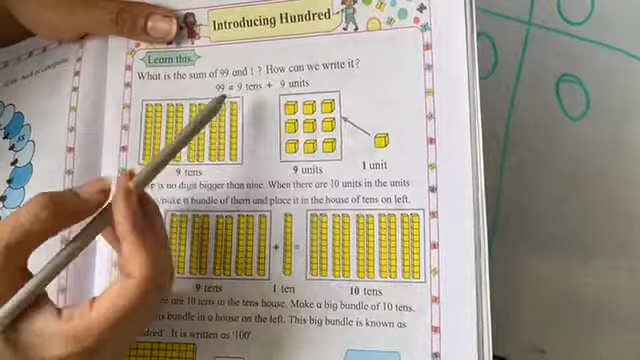 Introducing Hundred
Learn this.
What is the sum of 99 and 1 ? How can we write it?
99 = 9 tens + 9 units
9 tens
9 units
1 unit
is no digit bigger than nine. When there are 10 units in the units
make a bundle of them and place it in the house of tens on left.
+ =
9 tens
1 ten
10 tens
are 10 tens in the tens house. Make a big bundle of 10 tens.
bundle in a house on the left. This big bundle is known as
It is written as '100'.